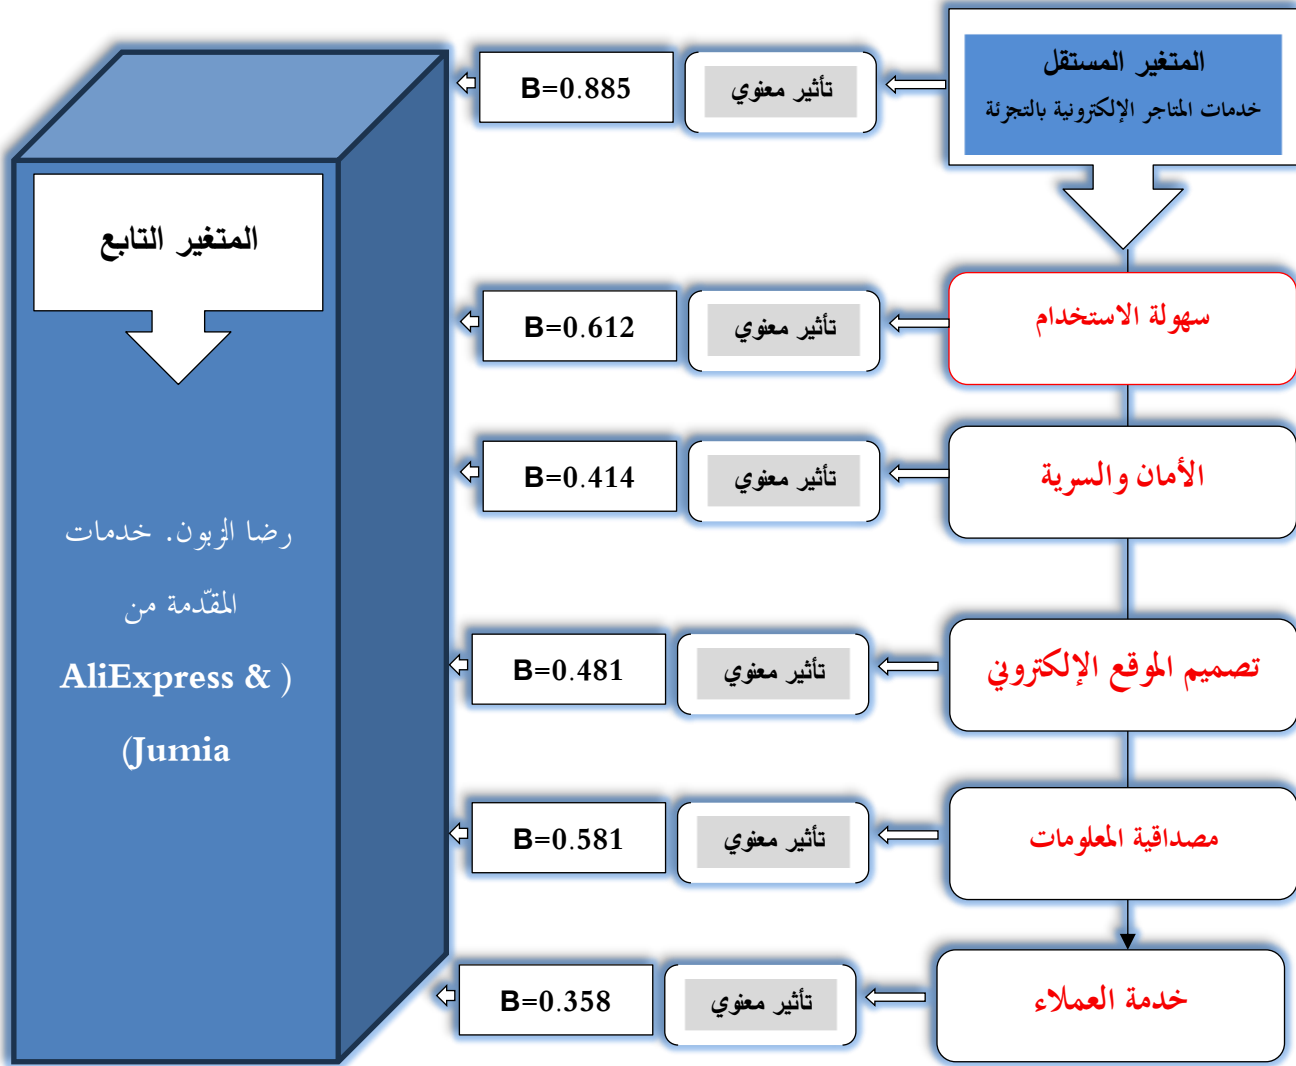 المتغير المستقل
خدمات المتاجر الإلكترونية بالتجزئة
تأثير معنوي
B=0.885
المتغير التابع
سهولة الاستخدام
تأثير معنوي
B=0.612
الأمان والسرية
تأثير معنوي
B=0.414
رضا الزبون. خدمات
المقدّمة من
AliExpress & )
(Jumia
تصميم الموقع الإلكتروني
تأثير معنوي
B=0.481
مصداقية المعلومات
تأثير معنوي
B=0.581
خدمة العملاء
تأثير معنوي
B=0.358